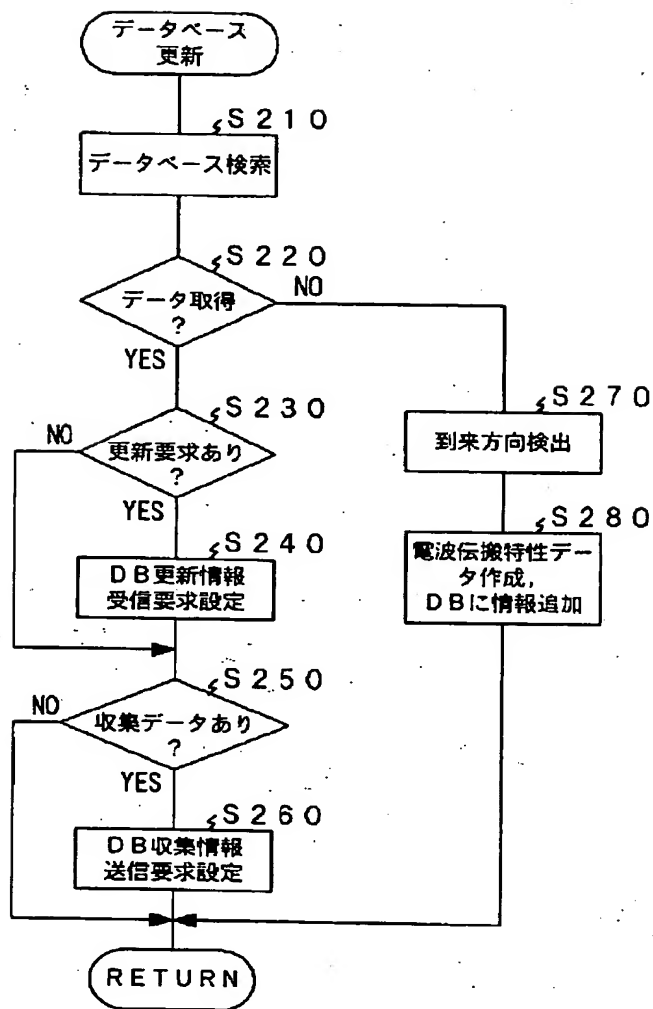 データベース
更新
S210
データベース検索
S220
データ取得
?
NO
YES
S230
NO
更新要求あり
?
YES
S240
DB更新情報
受信要求設定
S250
NO
収集データあり
?
YES
S260
DB収集情報
送信要求設定
S270
到来方向検出
S280
電波伝搬特性デー
タ作成,
DBに情報追加
RETURN